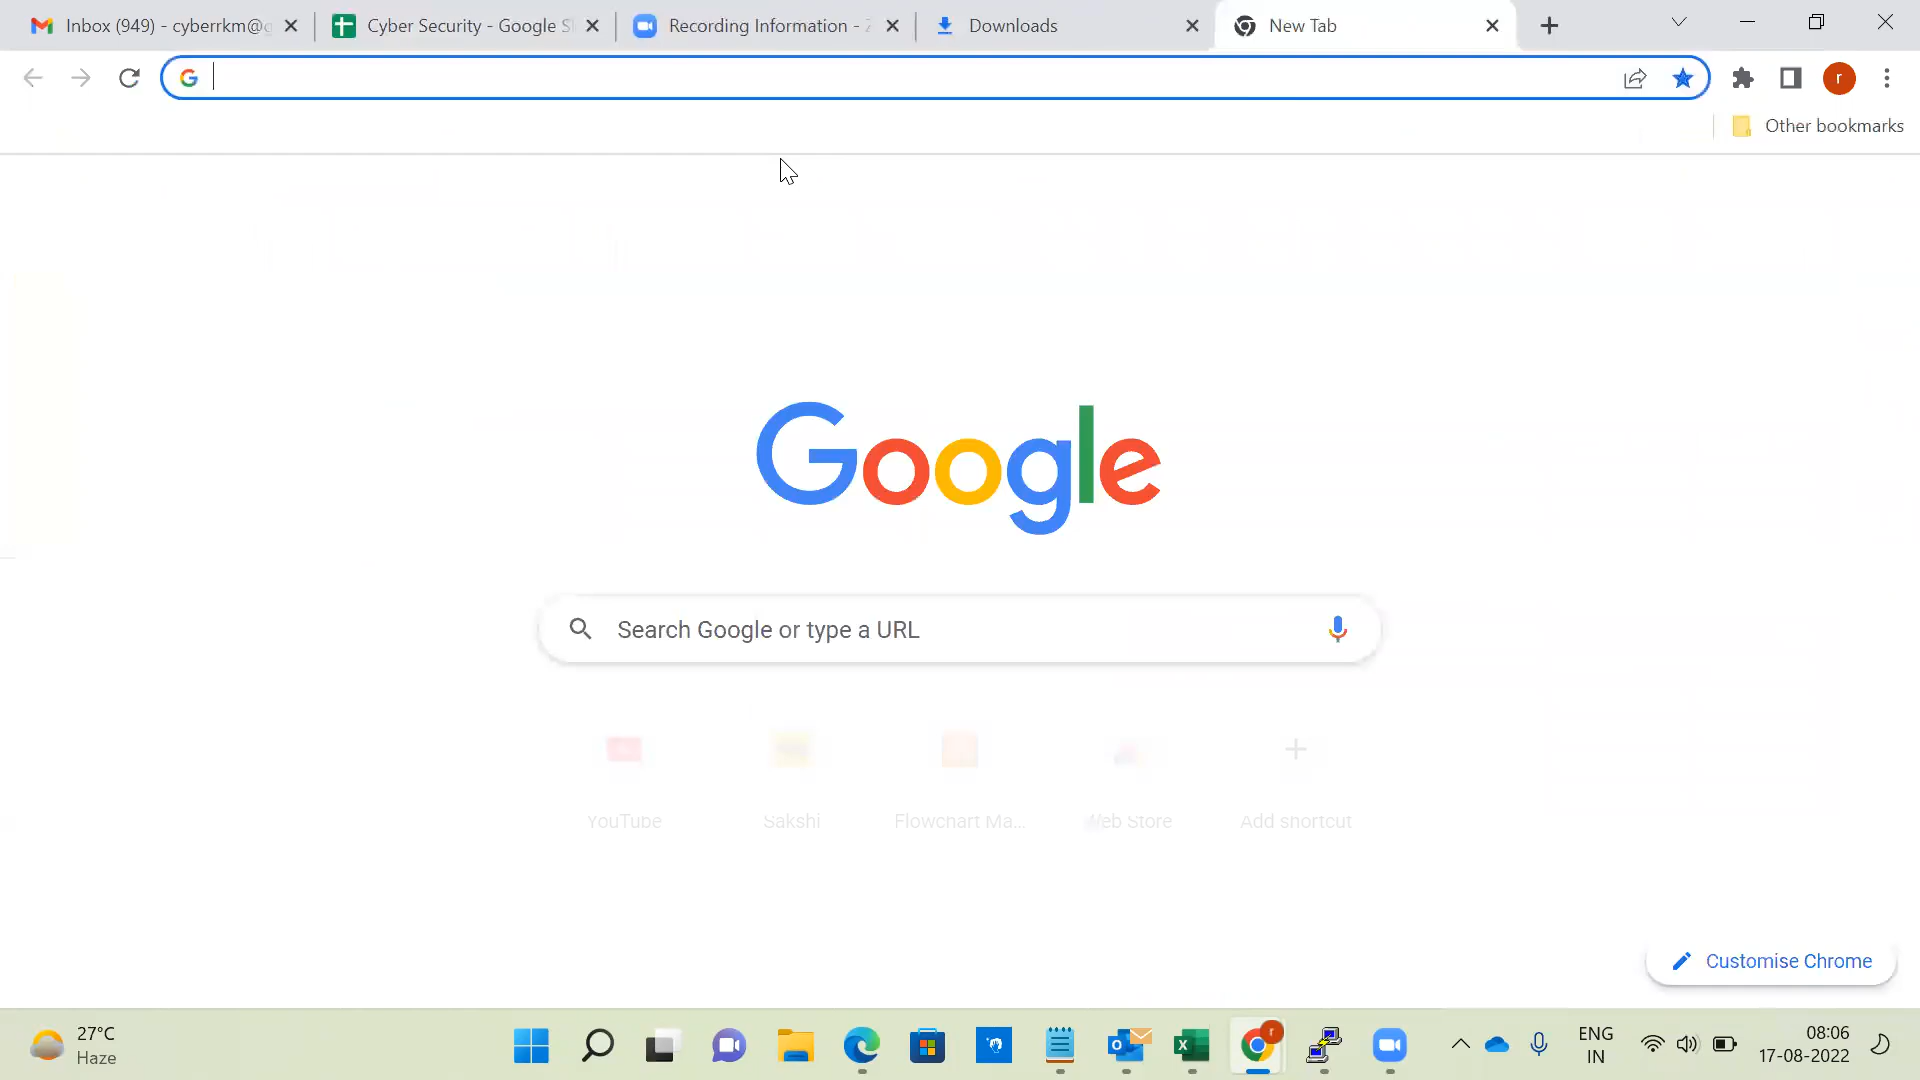 Inbox (949) - cyberrkm@g
Cyber Security - Google S
Recording Information - Z
Downloads
New Tab
G
r
Other bookmarks
Google
Search Google or type a URL
YouTube
Sakshi
Flowchart Ma...
Web Store
Add shortcut
Customise Chrome
27°C
Haze
r
ENG
IN
08:06
17-08-2022